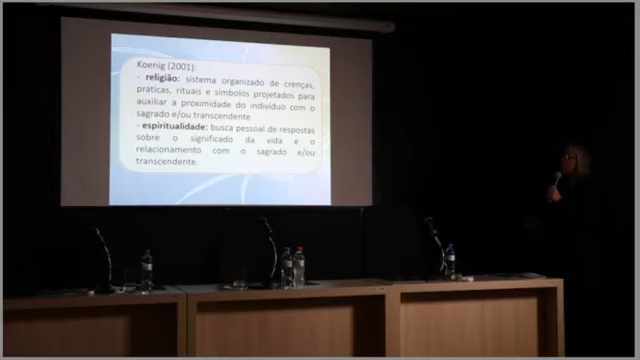 Koenig (2001):
- religião: sistema organizado de crenças,
práticas, rituais e símbolos projetados para
auxiliar a proximidade do indivíduo com o
sagrado e/ou transcendente
- espiritualidade: busca pessoal de respostas
sobre o significado da vida e o
relacionamento com o sagrado e/ou
transcendente.